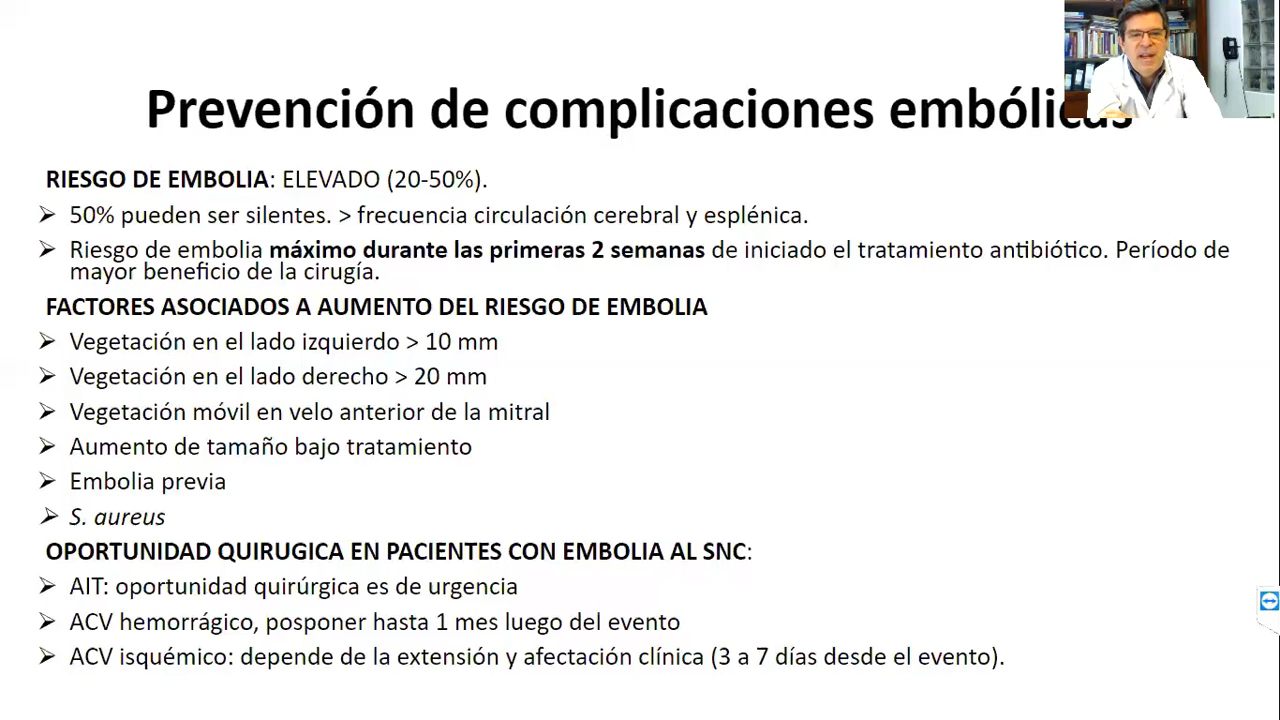 Prevención de complicaciones embólicas
RIESGO DE EMBOLIA: ELEVADO (20-50%).
50% pueden ser silentes. > frecuencia circulación cerebral y esplénica.
Riesgo de embolia máximo durante las primeras 2 semanas de iniciado el tratamiento antibiótico. Período de
mayor beneficio de la cirugía.
FACTORES ASOCIADOS A AUMENTO DEL RIESGO DE EMBOLIA
Vegetación en el lado izquierdo > 10 mm
Vegetación en el lado derecho > 20 mm
Vegetación móvil en velo anterior de la mitral
Aumento de tamaño bajo tratamiento
Embolia previa
S. aureus
OPORTUNIDAD QUIRUGICA EN PACIENTES CON EMBOLIA AL SNC:
AIT: oportunidad quirúrgica es de urgencia
ACV hemorrágico, posponer hasta 1 mes luego del evento
ACV isquémico: depende de la extensión y afectación clínica (3 a 7 días desde el evento).